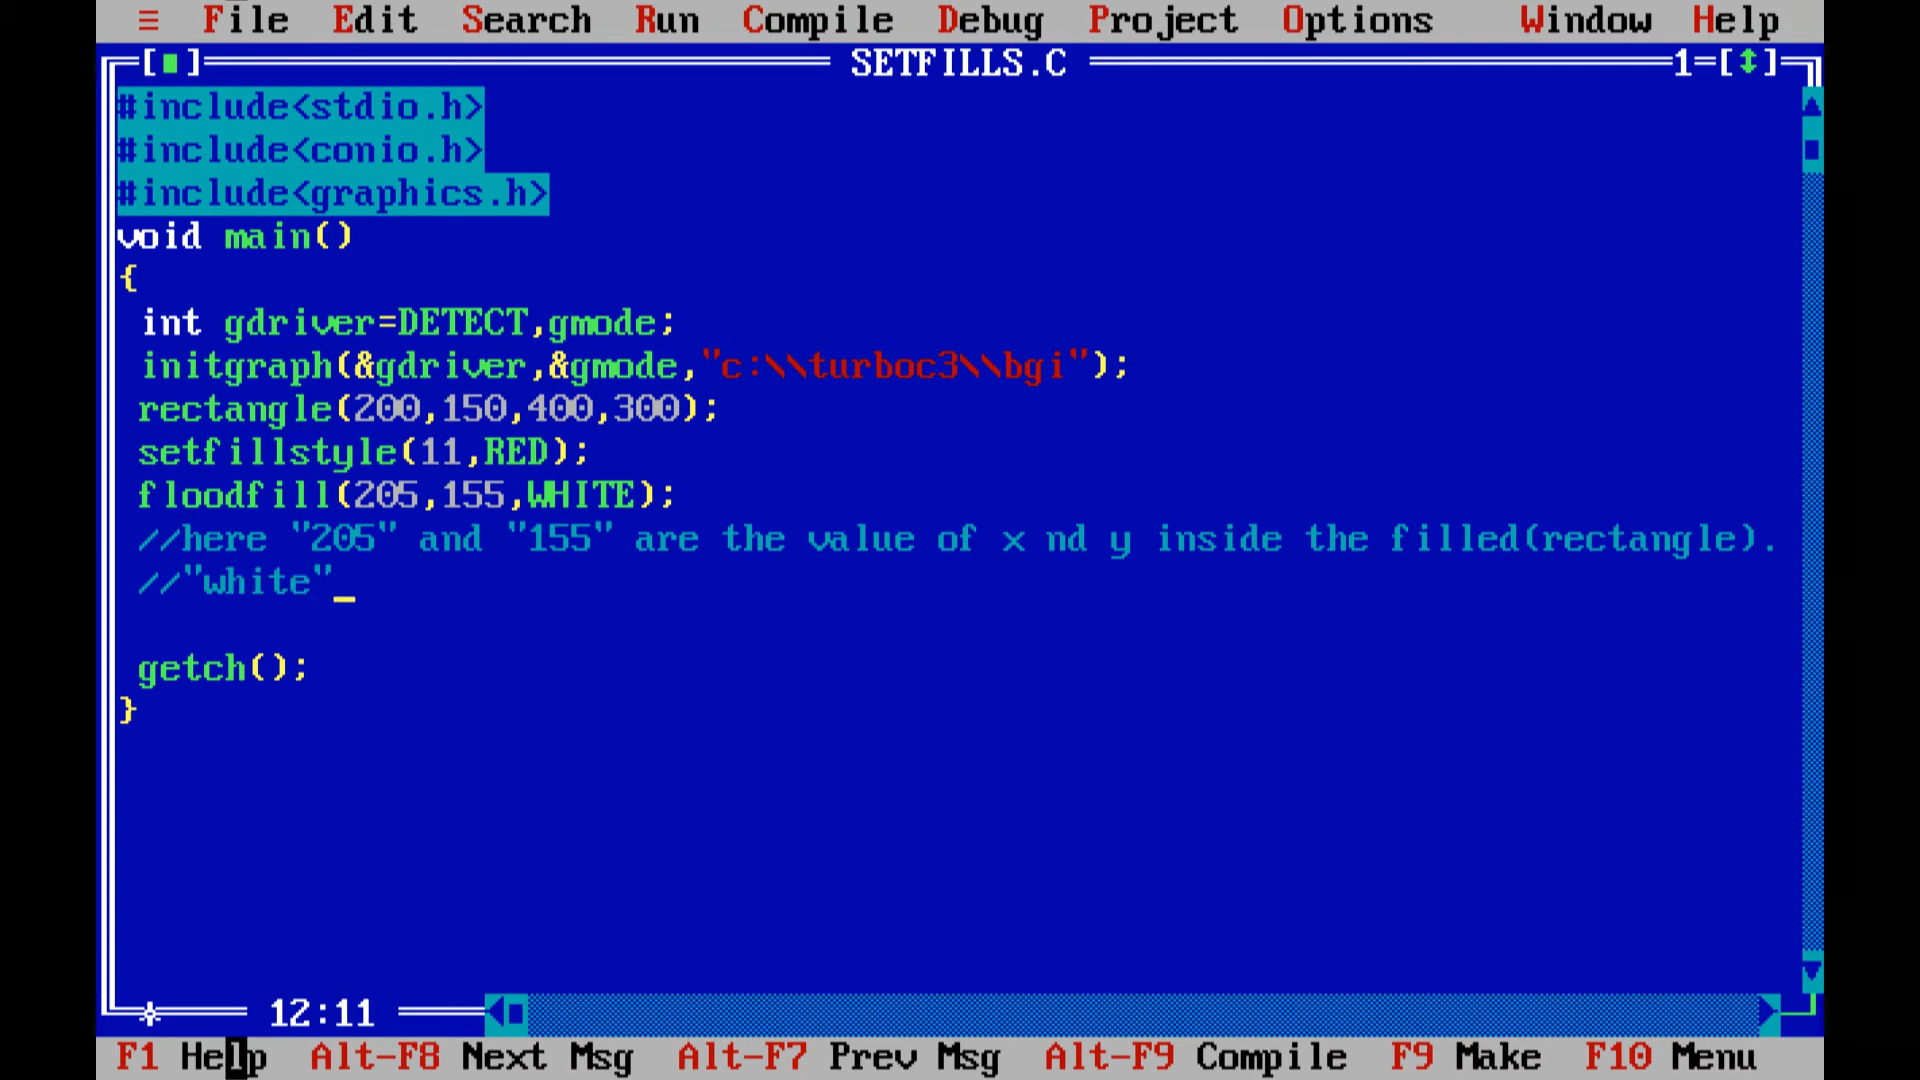 ≡ File Edit Search Run Compile Debug Project Options Window Help
[■] SETFILLS.C 1=[↕]
#include<stdio.h>
#include<conio.h>
#include<graphics.h>
void main()
{
int gdriver=DETECT,gmode;
initgraph(&gdriver,&gmode,"c:\\turboc3\\bgi");
rectangle(200,150,400,300);
setfillstyle(11,RED);
floodfill(205,155,WHITE);
//here "205" and "155" are the value of x nd y inside the filled(rectangle).
//"white"_
getch();
}
12:11
F1 Help Alt-F8 Next Msg Alt-F7 Prev Msg Alt-F9 Compile F9 Make F10 Menu